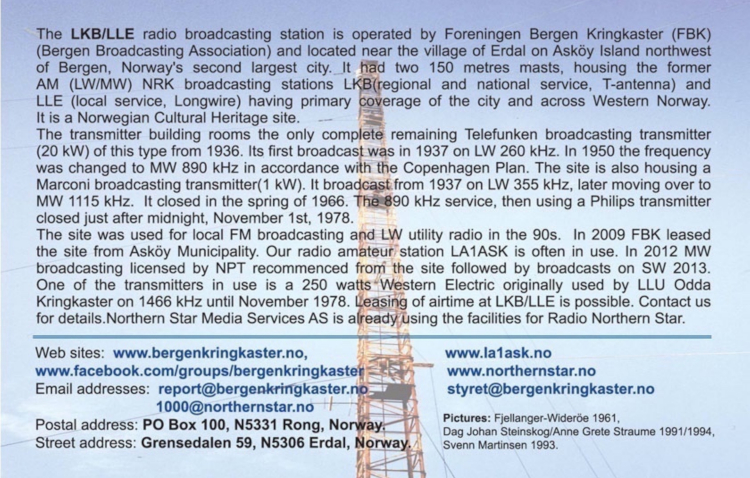 The LKB/LLE radio broadcasting station is operated by Foreningen Bergen Kringkaster (FBK)
(Bergen Broadcasting Association) and located near the village of Erdal on Asköy Island northwest
of Bergen, Norway's second largest city. It had two 150 metres masts, housing the former
AM (LW/MW) NRK broadcasting stations LKB(regional and national service, T-antenna) and
LLE (local service, Longwire) having primary coverage of the city and across Western Norway.
It is a Norwegian Cultural Heritage site.
The transmitter building rooms the only complete remaining Telefunken broadcasting transmitter
(20 kW) of this type from 1936. Its first broadcast was in 1937 on LW 260 kHz. In 1950 the frequency
was changed to MW 890 kHz in accordance with the Copenhagen Plan. The site is also housing a
Marconi broadcasting transmitter(1 kW). It broadcast from 1937 on LW 355 kHz, later moving over to
MW 1115 kHz. It closed in the spring of 1966. The 890 kHz service, then using a Philips transmitter
closed just after midnight, November 1st, 1978.
The site was used for local FM broadcasting and LW utility radio in the 90s. In 2009 FBK leased
the site from Asköy Municipality. Our radio amateur station LA1ASK is often in use. In 2012 MW
broadcasting licensed by NPT recommenced from the site followed by broadcasts on SW 2013.
One of the transmitters in use is a 250 watts Western Electric originally used by LLU Odda
Kringkaster on 1466 kHz until November 1978. Leasing of airtime at LKB/LLE is possible. Contact us
for details.Northern Star Media Services AS is already using the facilities for Radio Northern Star.
Web sites: www.bergenkringkaster.no, www.la1ask.no
www.facebook.com/groups/bergenkringkaster www.northernstar.no
Email addresses: report@bergenkringkaster.no styret@bergenkringkaster.no
1000@northernstar.no
Postal address: PO Box 100, N5331 Rong, Norway.
Street address: Grensedalen 59, N5306 Erdal, Norway.
Pictures: Fjellanger-Wideröe 1961,
Dag Johan Steinskog/Anne Grete Straume 1991/1994,
Svenn Martinsen 1993.